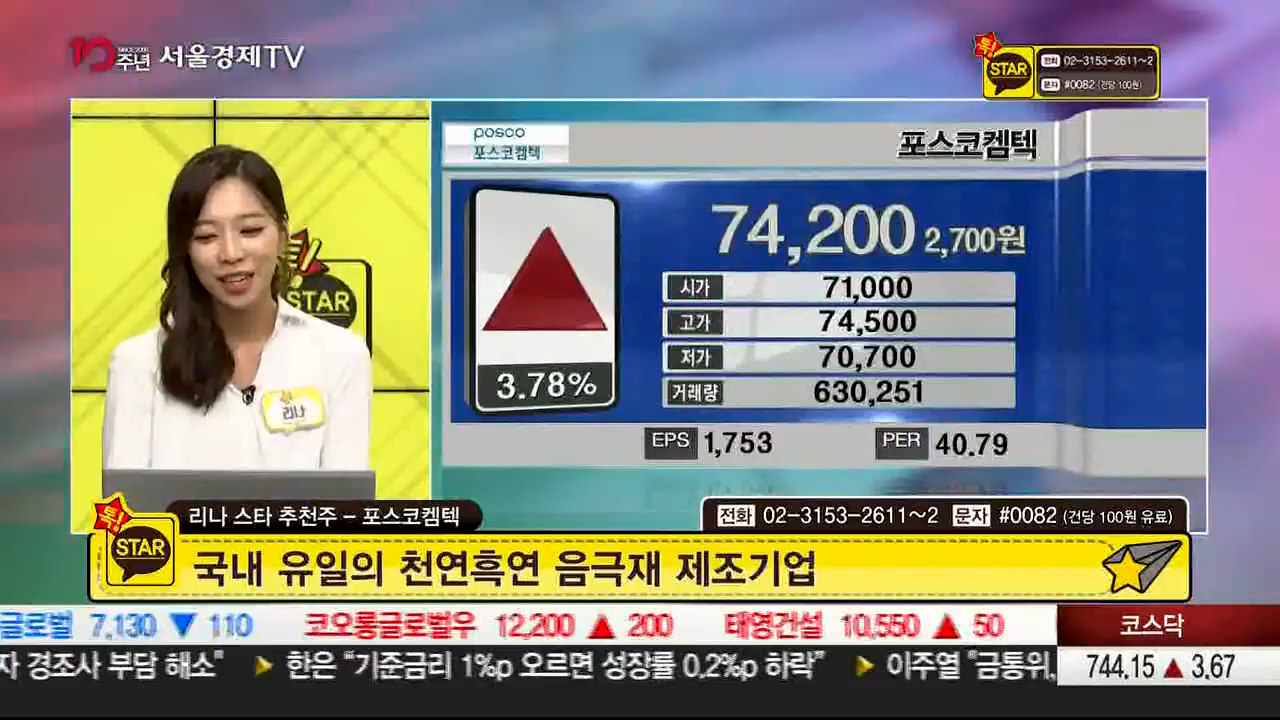 10주년 서울경제TV
SINCE 2008
톡!
STAR
전화 02-3153-2611~2
문자 #0082 (건당 100원)
posco
포스코켐텍
포스코켐텍
74,200 2,700원
시가 71,000
고가 74,500
저가 70,700
거래량 630,251
3.78%
EPS 1,753 PER 40.79
STAR
리나
리나 스타 추천주 - 포스코켐텍
전화 02-3153-2611~2 문자 #0082 (건당 100원 유료)
톡!
STAR
국내 유일의 천연흑연 음극재 제조기업
글로벌 7,130 ▼ 110 코오롱글로벌우 12,200 ▲ 200 태영건설 10,550 ▲ 50 코스닥
자 경조사 부담 해소" ▶ 한은 "기준금리 1%p 오르면 성장률 0.2%p 하락" ▶ 이주열 "금통위, 744.15 ▲ 3.67